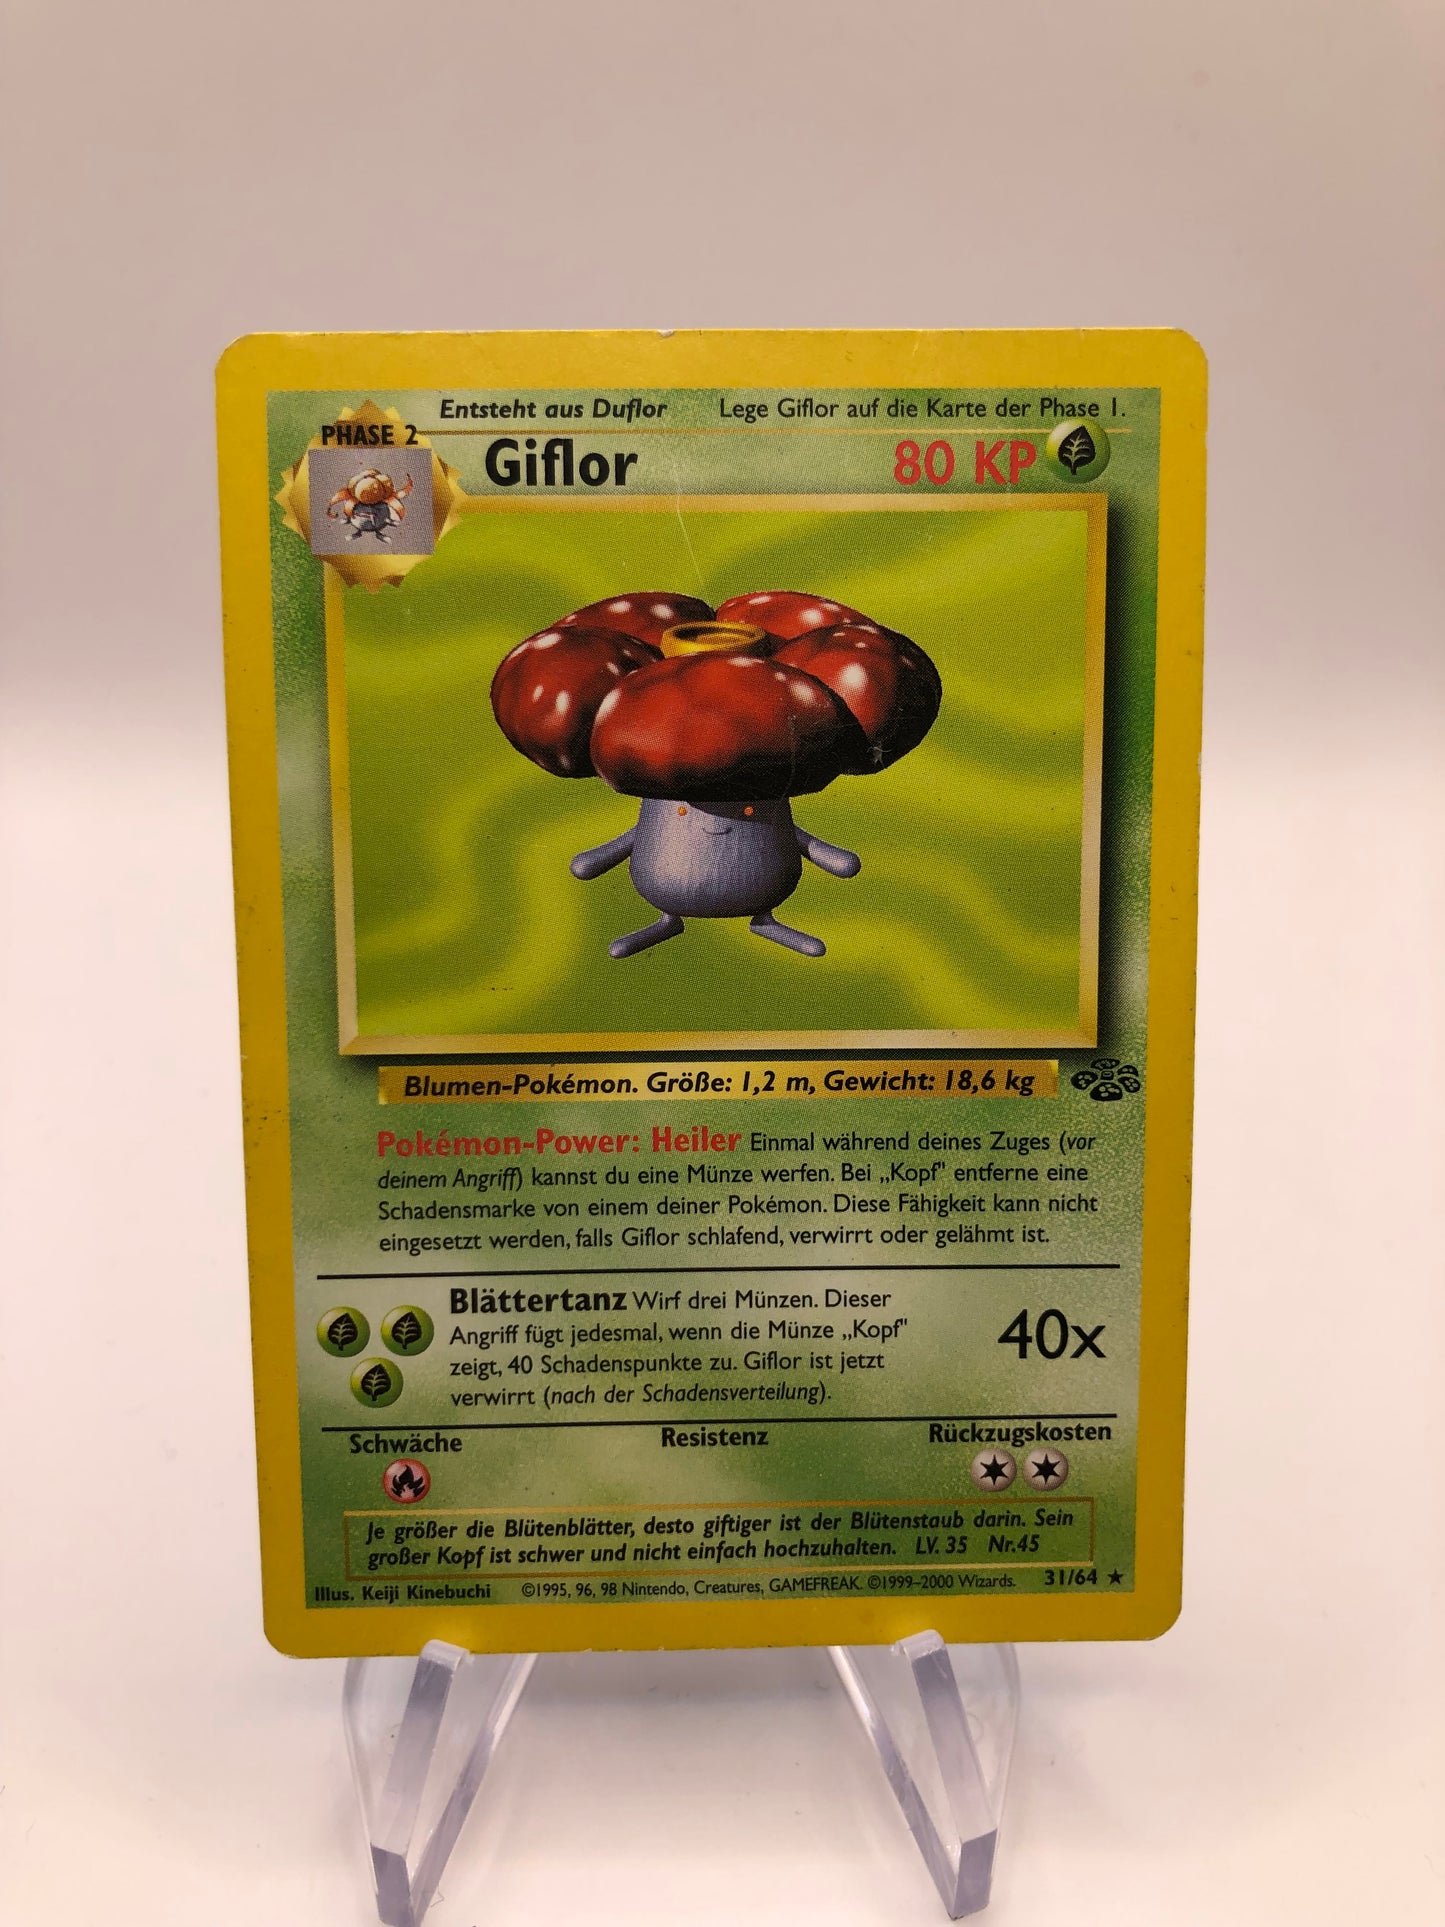 Entsteht aus Duflor Lege Giflor auf die Karte der Phase 1.
PHASE 2
Giflor 80 KP
Blumen-Pokémon. Größe: 1,2 m, Gewicht: 18,6 kg
Pokémon-Power: Heiler Einmal während deines Zuges (vor
deinem Angriff) kannst du eine Münze werfen. Bei „Kopf" entferne eine
Schadensmarke von einem deiner Pokémon. Diese Fähigkeit kann nicht
eingesetzt werden, falls Giflor schlafend, verwirrt oder gelähmt ist.
Blättertanz Wirf drei Münzen. Dieser
Angriff fügt jedesmal, wenn die Münze „Kopf"
zeigt, 40 Schadenspunkte zu. Giflor ist jetzt
verwirrt (nach der Schadensverteilung).
40x
Schwäche Resistenz Rückzugskosten
Je größer die Blütenblätter, desto giftiger ist der Blütenstaub darin. Sein
großer Kopf ist schwer und nicht einfach hochzuhalten. LV. 35 Nr.45
Illus. Keiji Kinebuchi ©1995, 96, 98 Nintendo, Creatures, GAMEFREAK. ©1999–2000 Wizards. 31/64 ★